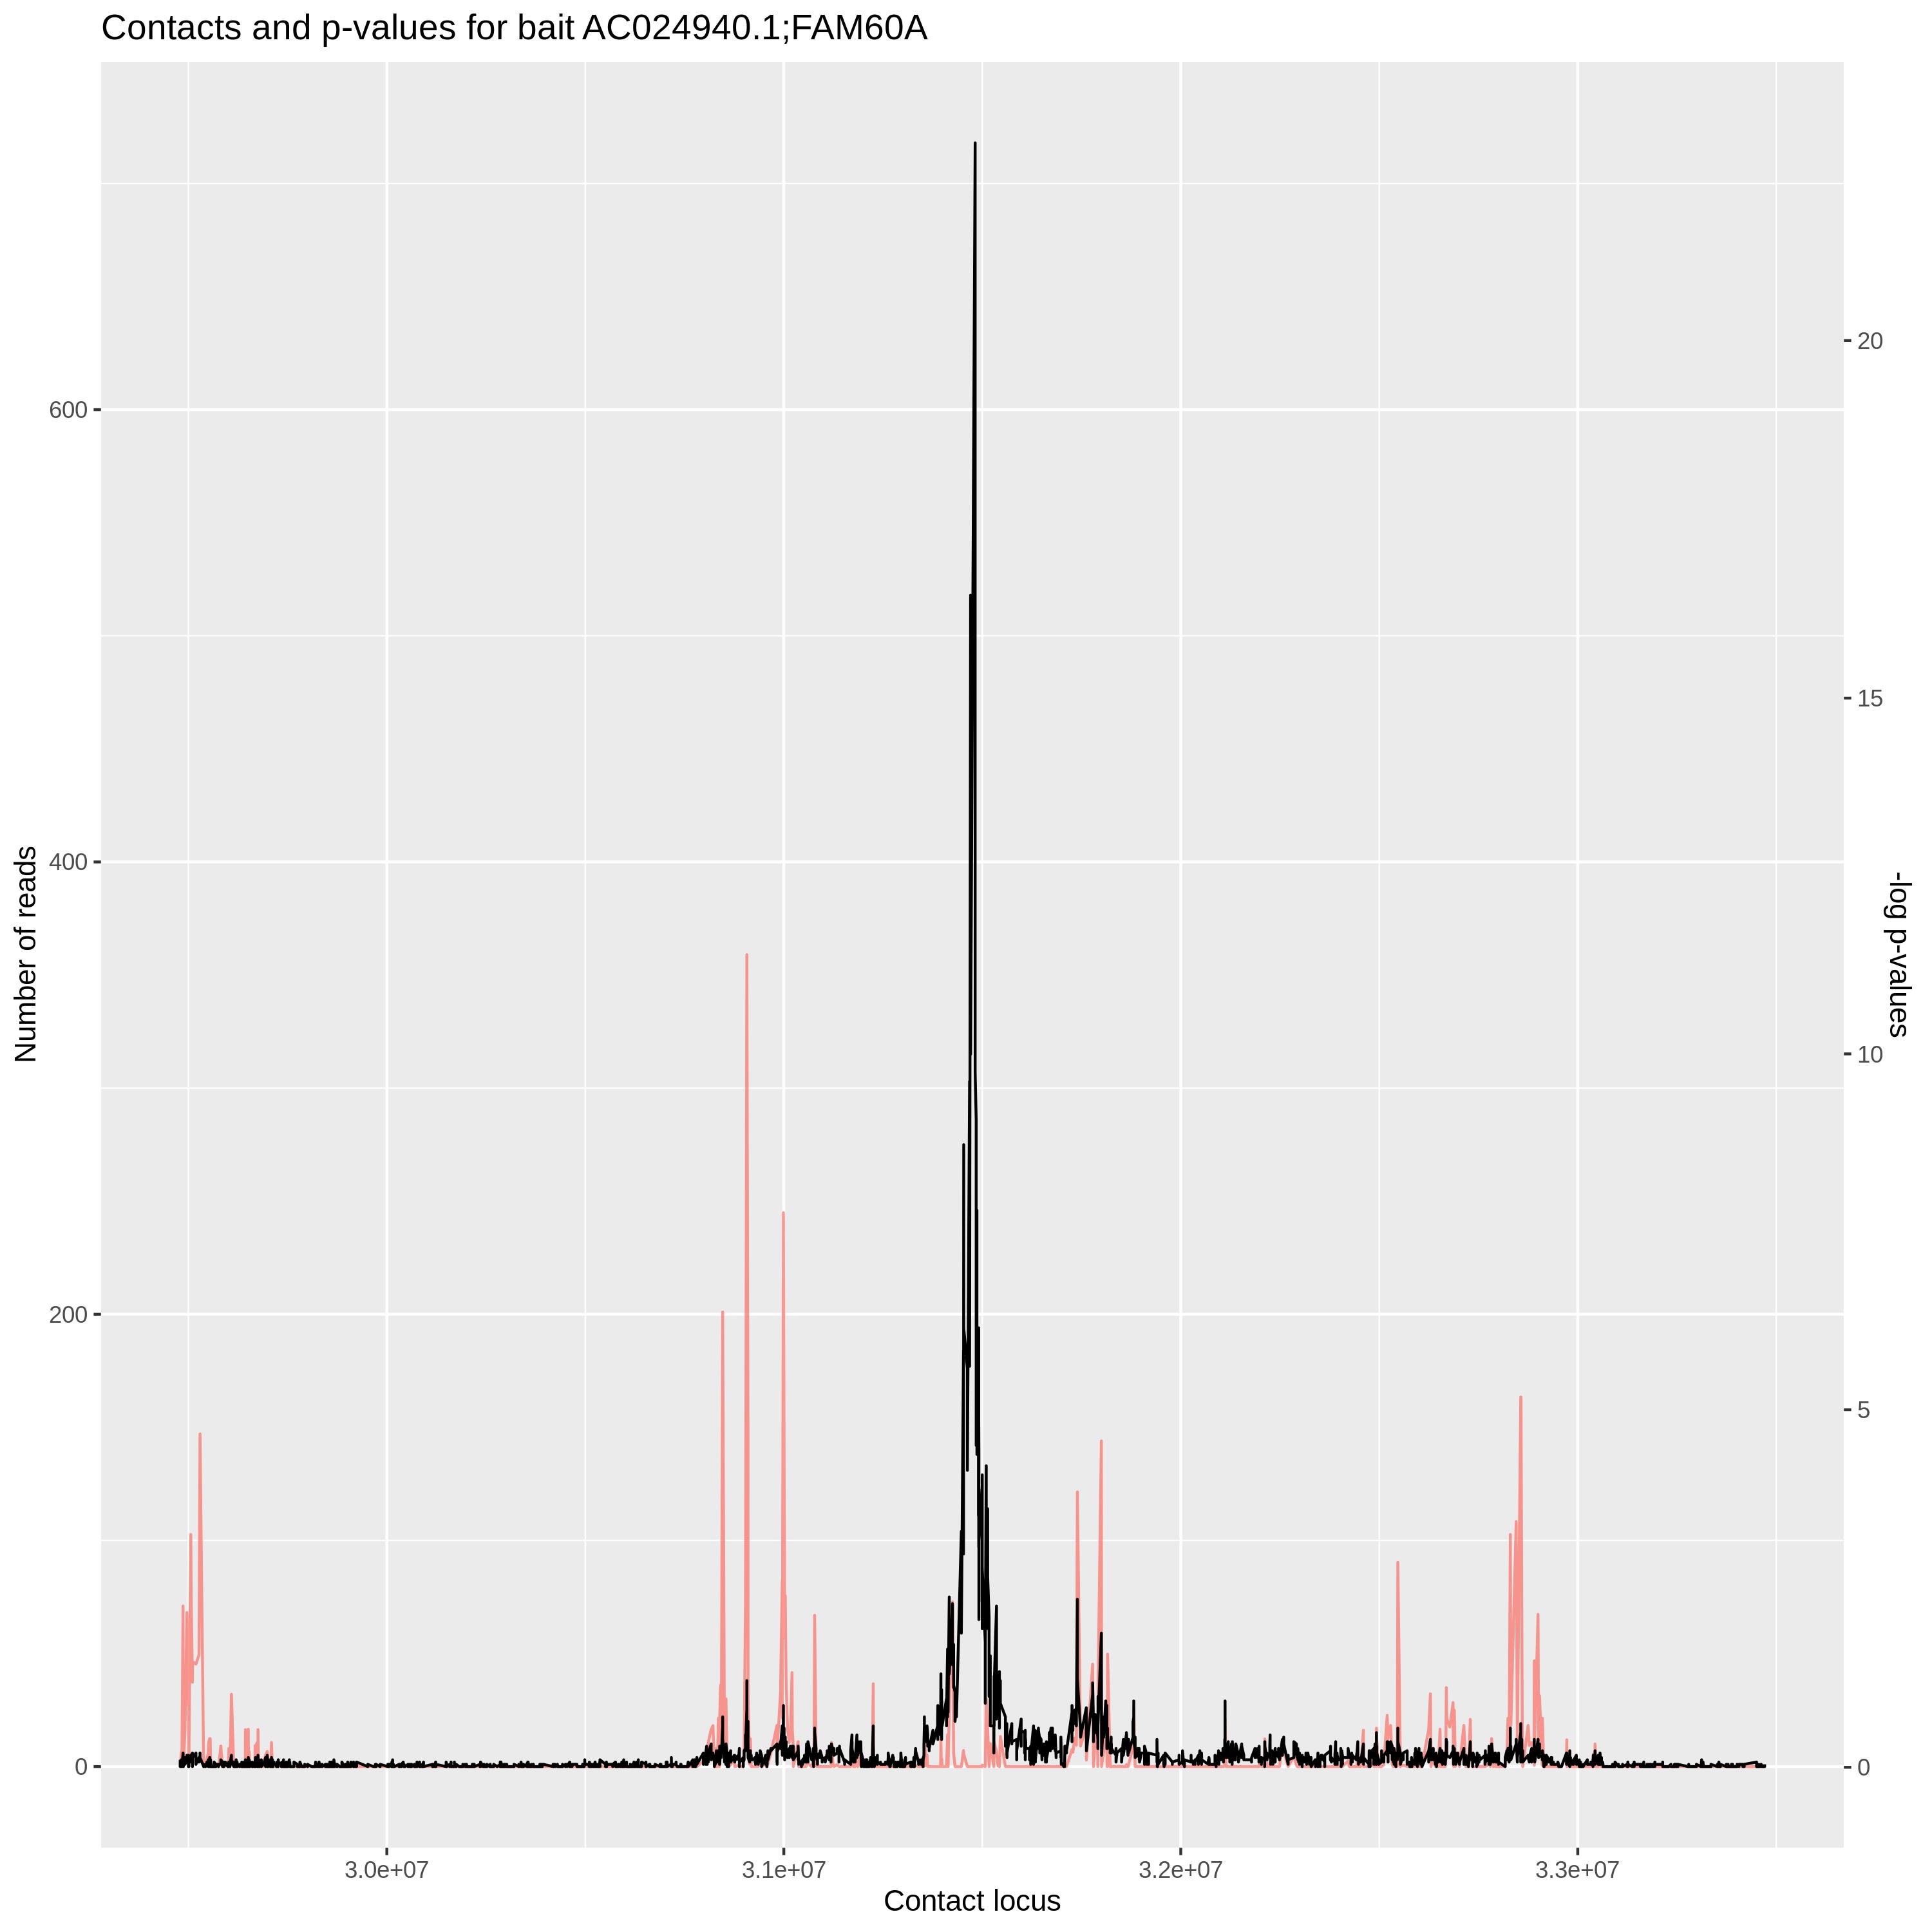 Contacts and p-values for bait AC024940.1;FAM60A
600
400
200
0
Number of reads
20
15
10
5
0
-log p-values
3.0e+07
3.1e+07
3.2e+07
3.3e+07
Contact locus